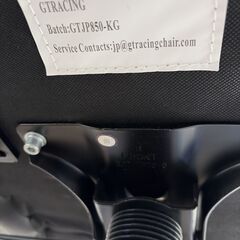 GTRACING
Batch:GTJP850-KG
Service Contacts:jp@gtracingchair.com